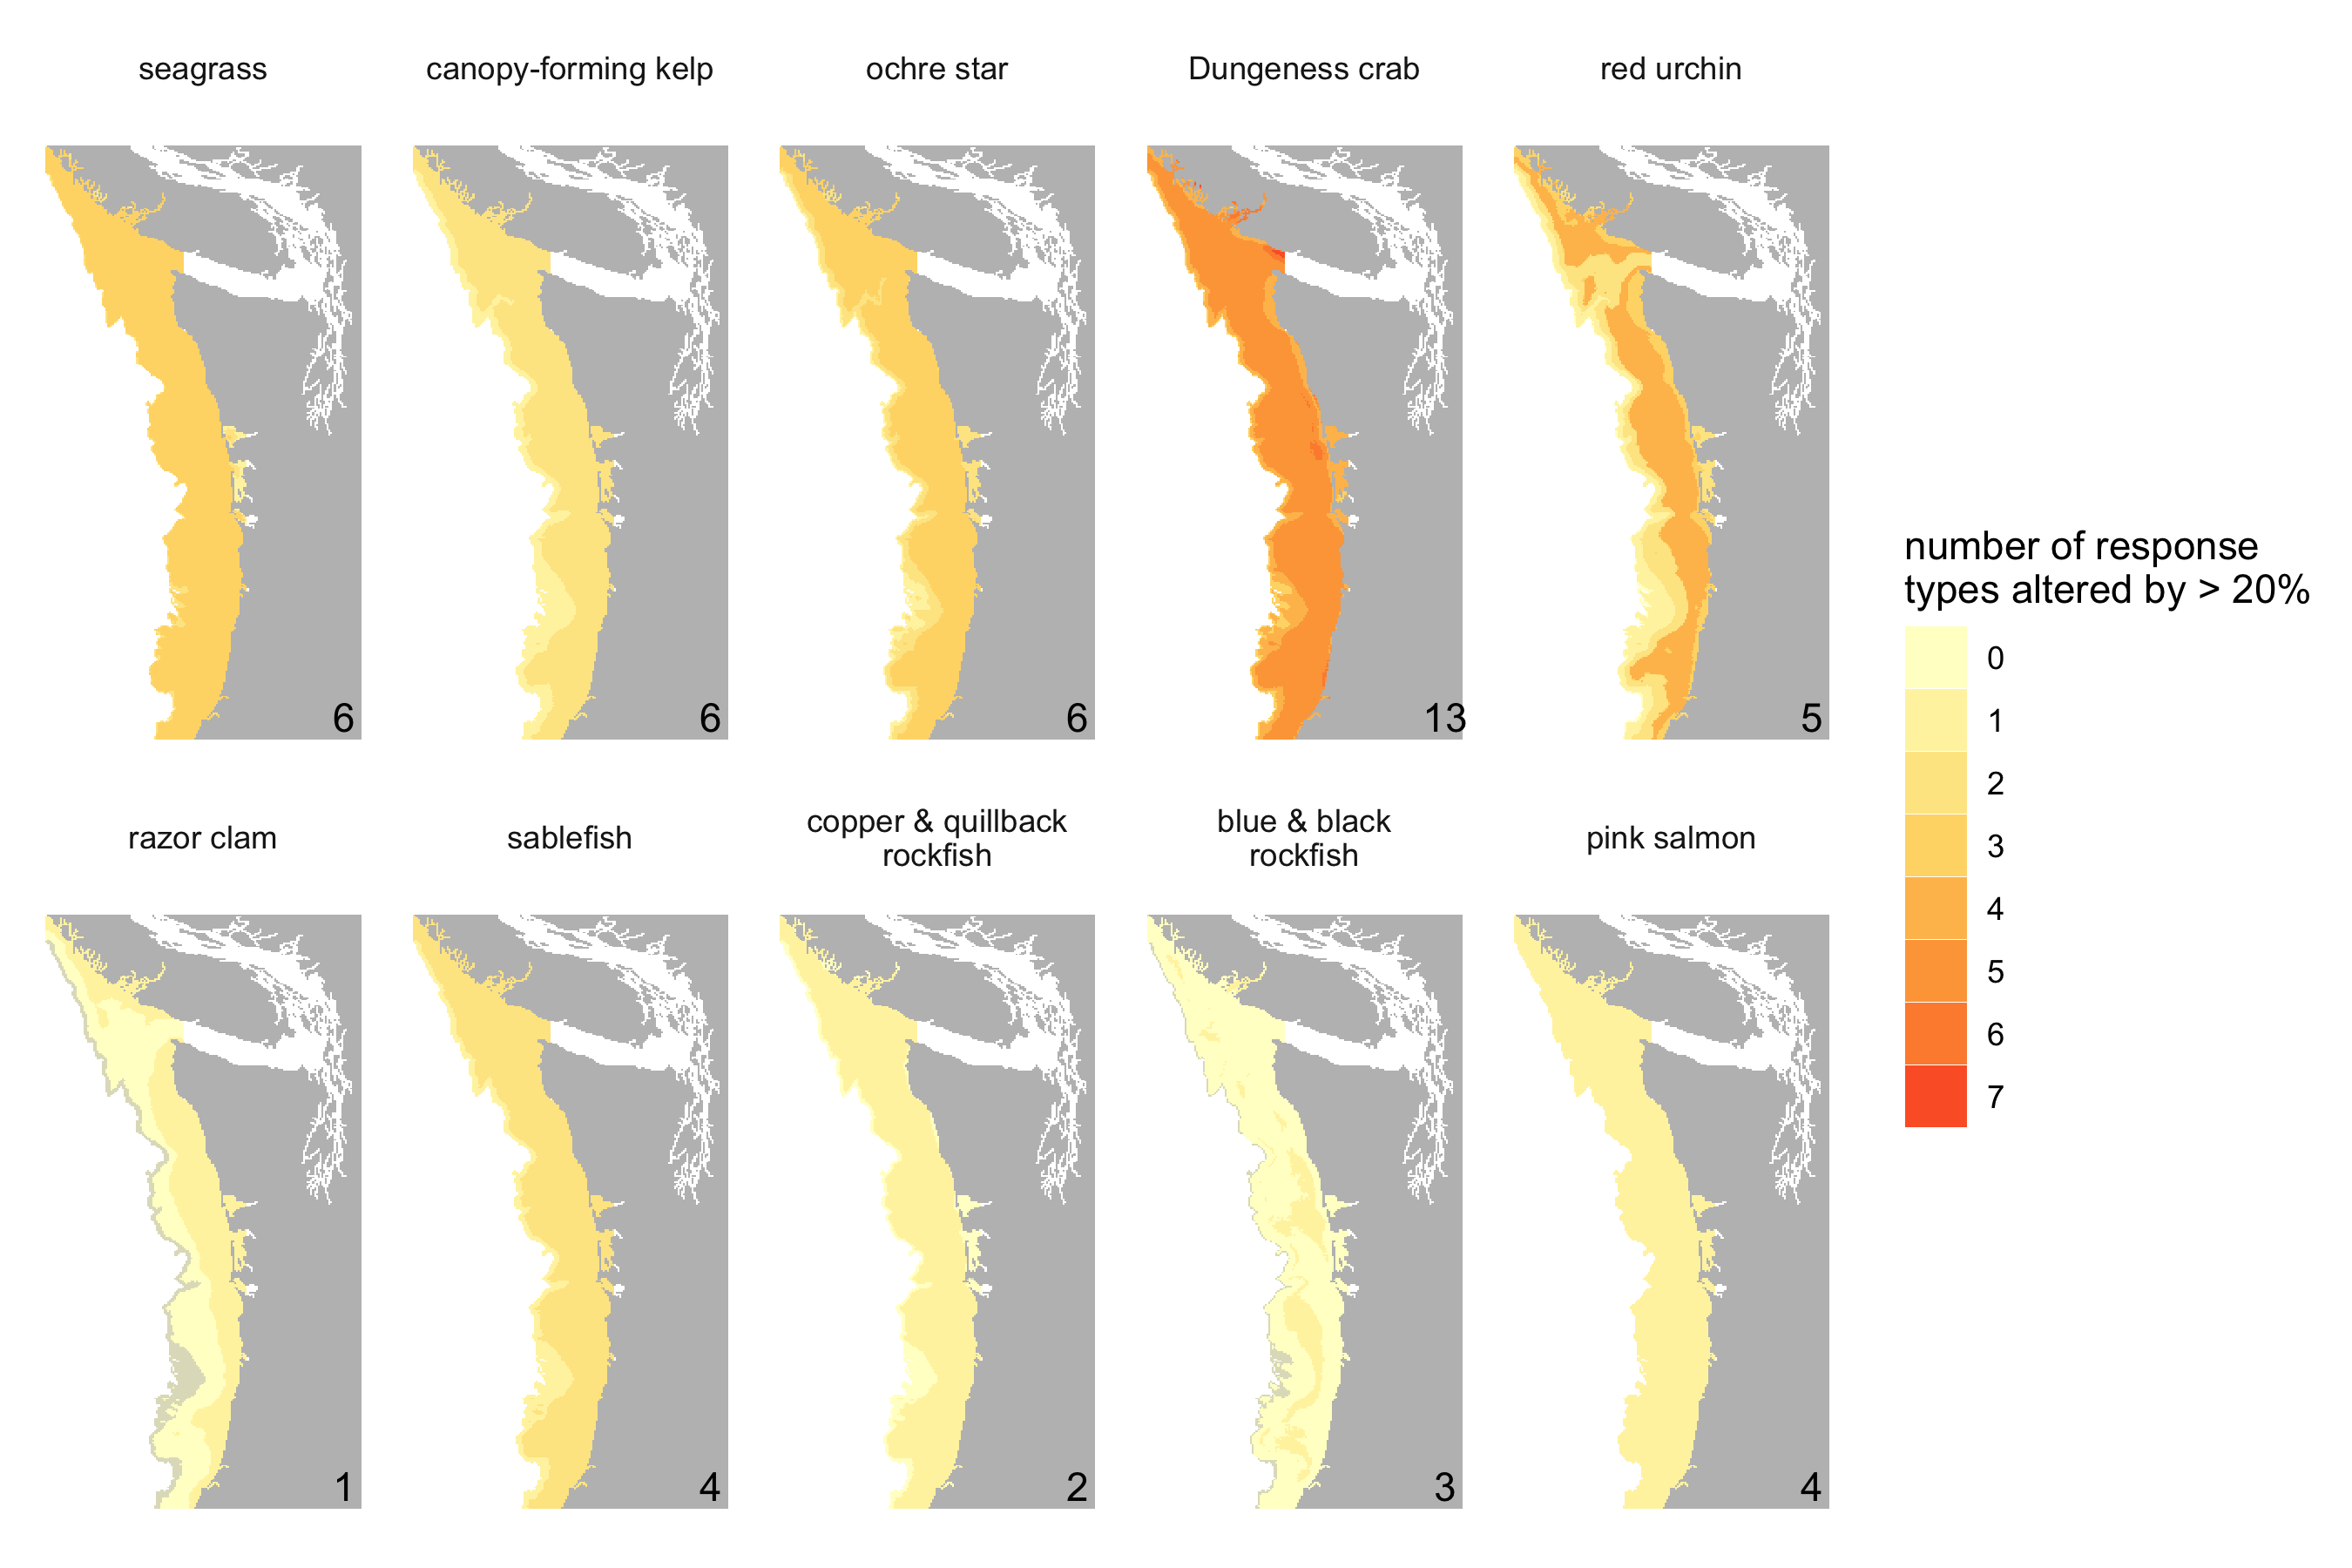 seagrass
canopy-forming kelp
ochre star
Dungeness crab
red urchin
6
6
6
13
5
razor clam
sablefish
copper & quillback
rockfish
blue & black
rockfish
pink salmon
1
4
2
3
4
number of response
types altered by > 20%
0
1
2
3
4
5
6
7